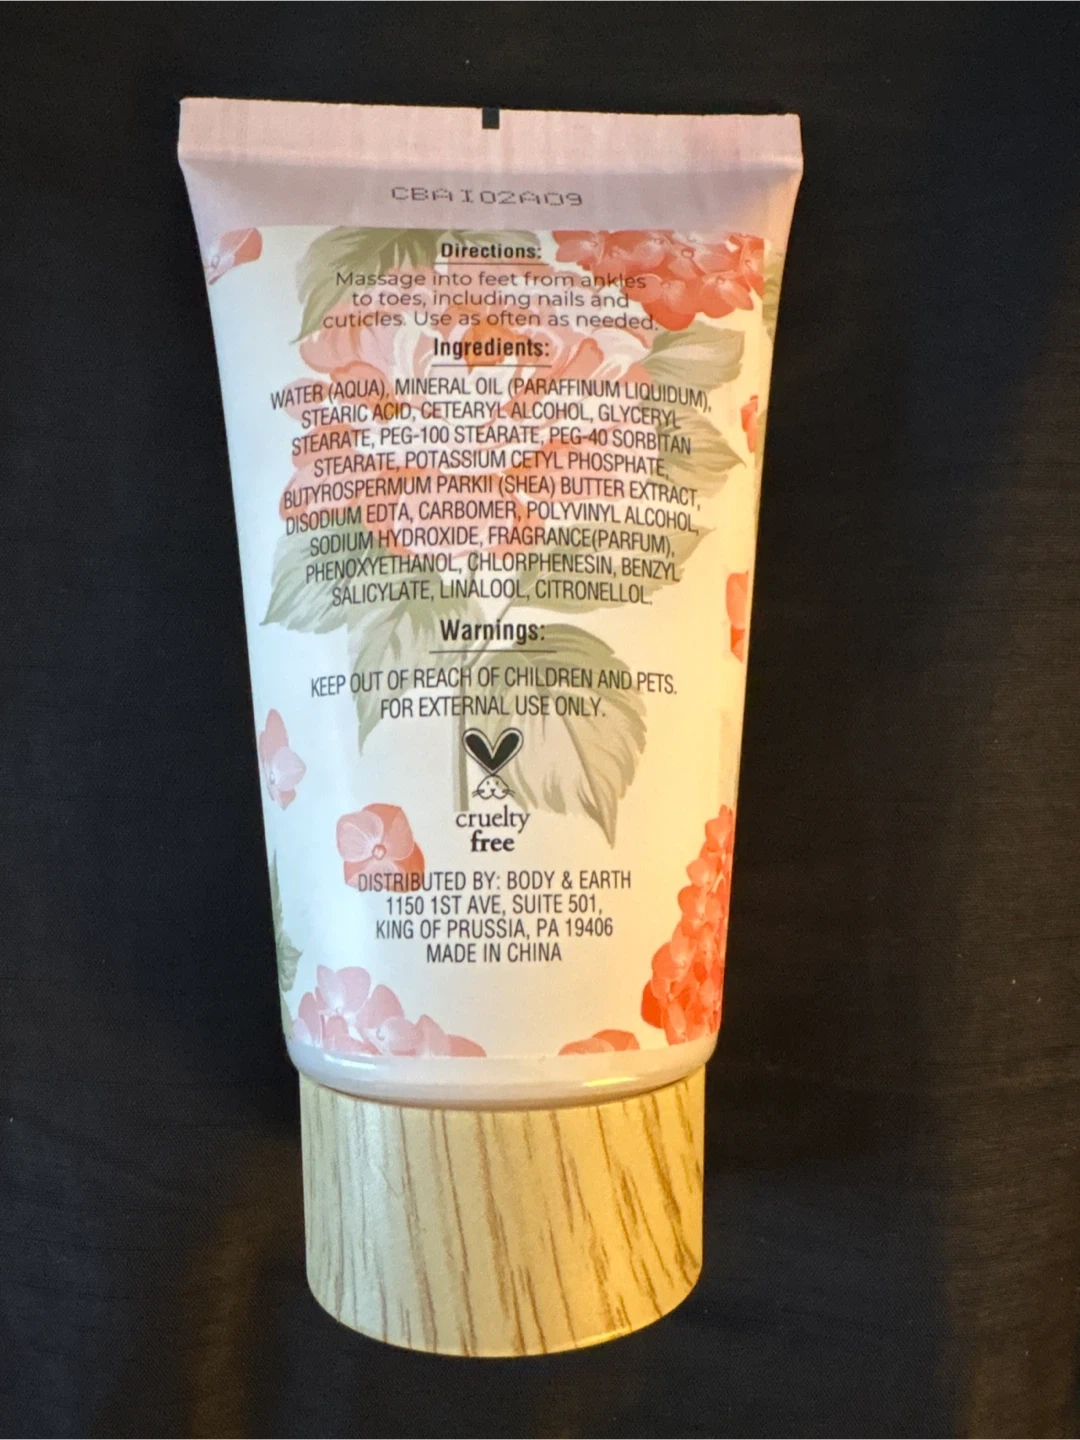 CBAI02A09
Directions:
Massage into feet from ankles
to toes, including nails and
cuticles. Use as often as needed.
Ingredients:
WATER (AQUA), MINERAL OIL (PARAFFINUM LIQUIDUM),
STEARIC ACID, CETEARYL ALCOHOL, GLYCERYL
STEARATE, PEG-100 STEARATE, PEG-40 SORBITAN
STEARATE, POTASSIUM CETYL PHOSPHATE,
BUTYROSPERMUM PARKII (SHEA) BUTTER EXTRACT,
DISODIUM EDTA, CARBOMER, POLYVINYL ALCOHOL,
SODIUM HYDROXIDE, FRAGRANCE(PARFUM),
PHENOXYETHANOL, CHLORPHENESIN, BENZYL
SALICYLATE, LINALOOL, CITRONELLOL.
Warnings:
KEEP OUT OF REACH OF CHILDREN AND PETS.
FOR EXTERNAL USE ONLY.
cruelty
free
DISTRIBUTED BY: BODY & EARTH
1150 1ST AVE, SUITE 501,
KING OF PRUSSIA, PA 19406
MADE IN CHINA